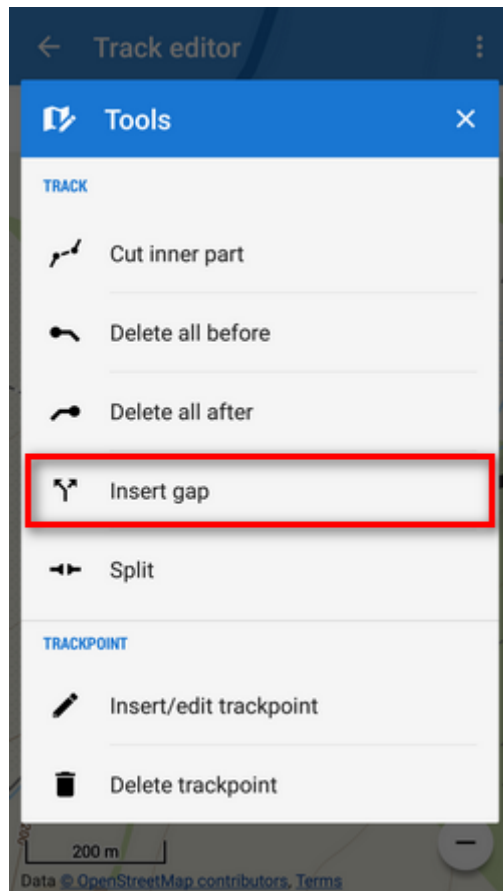 Track editor
Tools
TRACK
Cut inner part
Delete all before
Delete all after
Insert gap
Split
TRACKPOINT
Insert/edit trackpoint
Delete trackpoint
200
200 m
Data © OpenStreetMap contributors, Terms